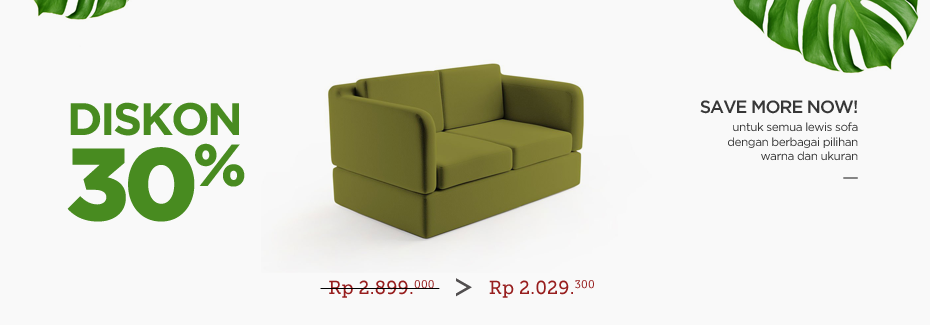 DISKON
30%
SAVE MORE NOW!
untuk semua lewis sofa
dengan berbagai pilihan
warna dan ukuran
Rp 2.899.000 > Rp 2.029.300